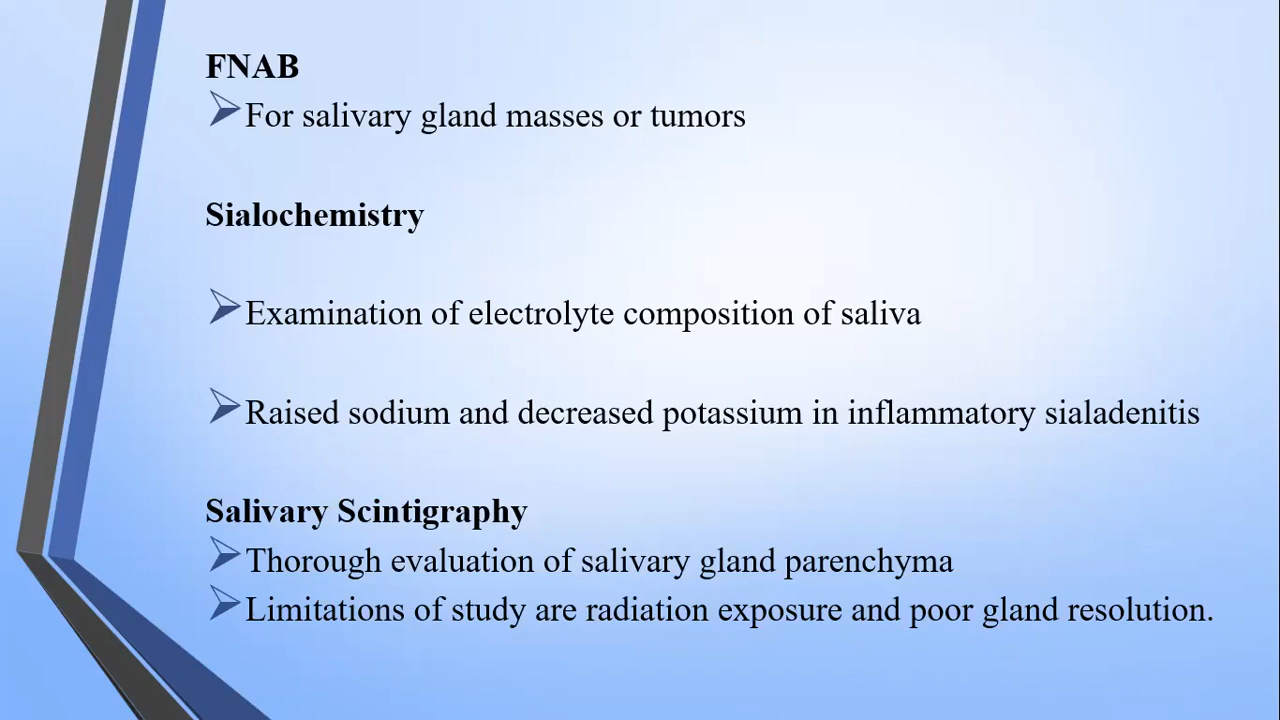 FNAB
For salivary gland masses or tumors
Sialochemistry
Examination of electrolyte composition of saliva
Raised sodium and decreased potassium in inflammatory sialadenitis
Salivary Scintigraphy
Thorough evaluation of salivary gland parenchyma
Limitations of study are radiation exposure and poor gland resolution.